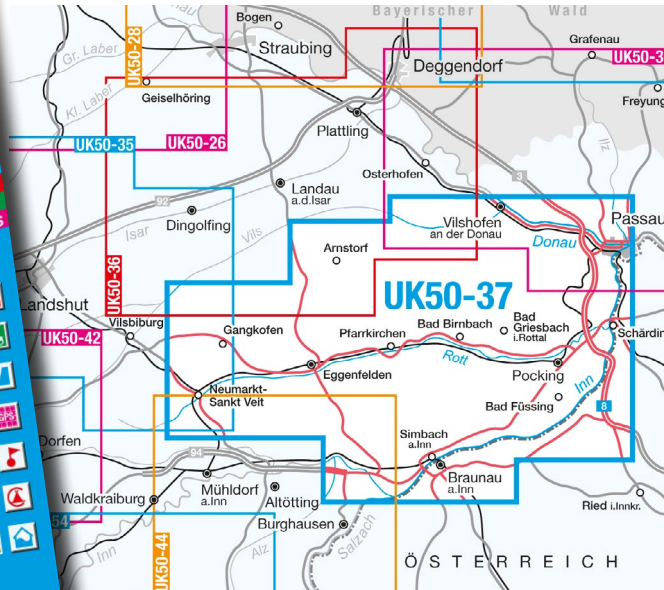 Bayerischer Wald
Bogen
Straubing
UK50-28
Grafenau
Gr. Laber
Deggendorf
UK50-3
Geiselhöring
Freyung
Kl. Laber
Plattling
UK50-35
UK50-26
Ilz
Osterhofen
3
Landau
a.d.Isar
92
Dingolfing
Vilshofen
an der Donau
Passau
Isar
Vils
Donau
Arnstorf
UK50-36
UK50-37
Landshut
Vilsbiburg
Gangkofen
Pfarrkirchen
Bad Birnbach
Bad
Griesbach
i.Rottal
Schärdin
UK50-42
Rott
Eggenfelden
Pocking
Neumarkt-
Sankt Veit
Inn
Bad Füssing
8
GPS
Simbach
a.Inn
Dorfen
94
Braunau
a.Inn
Waldkraiburg
Mühldorf
a.Inn
Altötting
Ried i.Innkr.
54
Burghausen
Inn
Alz
Salzach
UK50-44
ÖSTERREICH